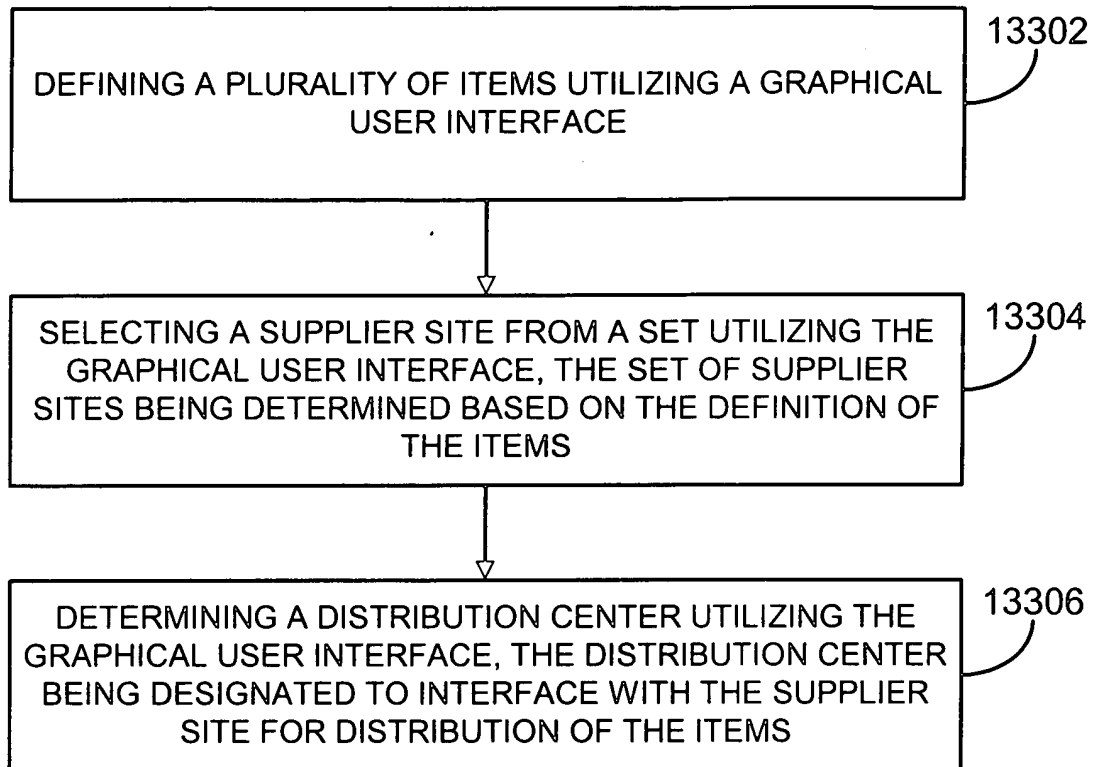 13302
DEFINING A PLURALITY OF ITEMS UTILIZING A GRAPHICAL
USER INTERFACE
13304
SELECTING A SUPPLIER SITE FROM A SET UTILIZING THE
GRAPHICAL USER INTERFACE, THE SET OF SUPPLIER
SITES BEING DETERMINED BASED ON THE DEFINITION OF
THE ITEMS
13306
DETERMINING A DISTRIBUTION CENTER UTILIZING THE
GRAPHICAL USER INTERFACE, THE DISTRIBUTION CENTER
BEING DESIGNATED TO INTERFACE WITH THE SUPPLIER
SITE FOR DISTRIBUTION OF THE ITEMS